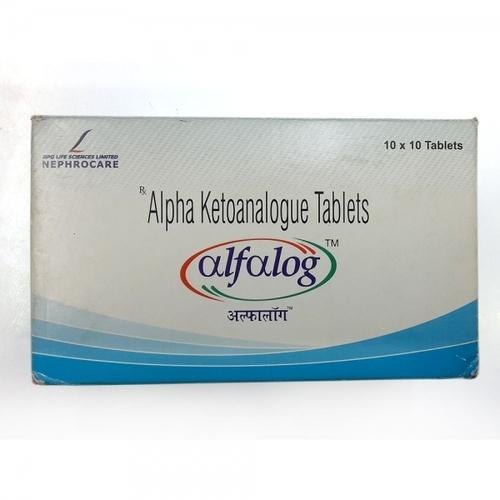 RPG LIFE SCIENCES LIMITED
NEPHROCARE
10 x 10 Tablets
Rx Alpha Ketoanalogue Tablets
alfalog™
अल्फालॉग™